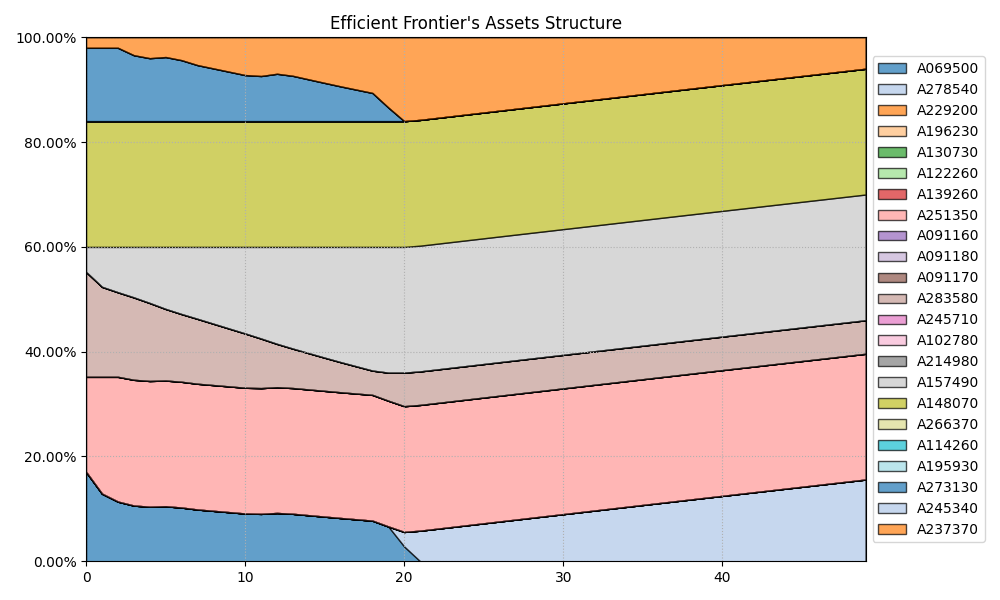 Efficient Frontier's Assets Structure
100.00%
80.00%
60.00%
40.00%
20.00%
0.00%
0
10
20
30
40
A069500
A278540
A229200
A196230
A130730
A122260
A139260
A251350
A091160
A091180
A091170
A283580
A245710
A102780
A214980
A157490
A148070
A266370
A114260
A195930
A273130
A245340
A237370